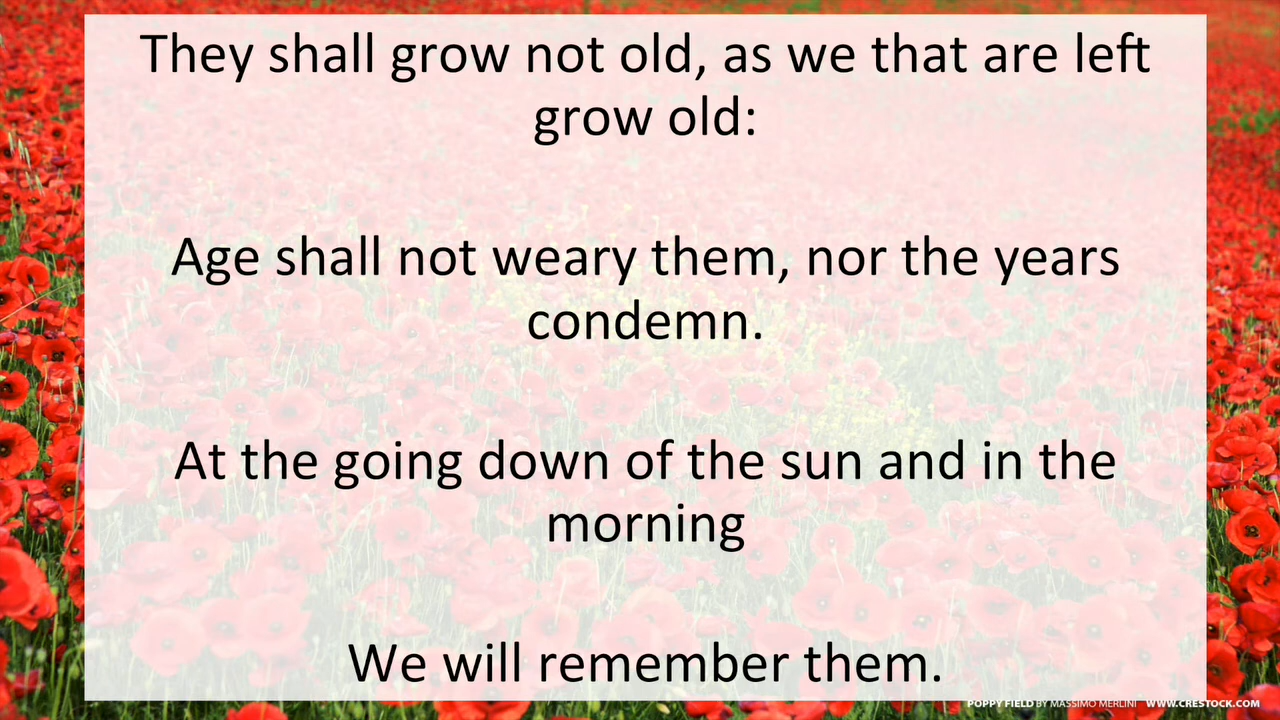 They shall grow not old, as we that are left
grow old:
Age shall not weary them, nor the years
condemn.
At the going down of the sun and in the
morning
We will remember them.
POPPY FIELD BY MASSIMO MERLINI WWW.CRESTOCK.COM